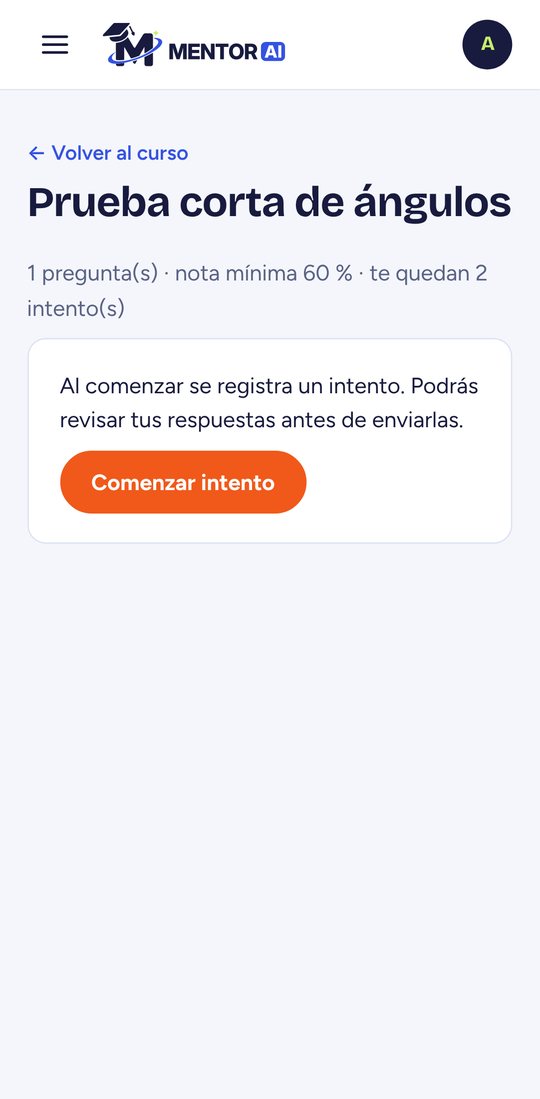 MENTOR AI
A
← Volver al curso
Prueba corta de ángulos
1 pregunta(s) · nota mínima 60 % · te quedan 2
intento(s)
Al comenzar se registra un intento. Podrás
revisar tus respuestas antes de enviarlas.
Comenzar intento